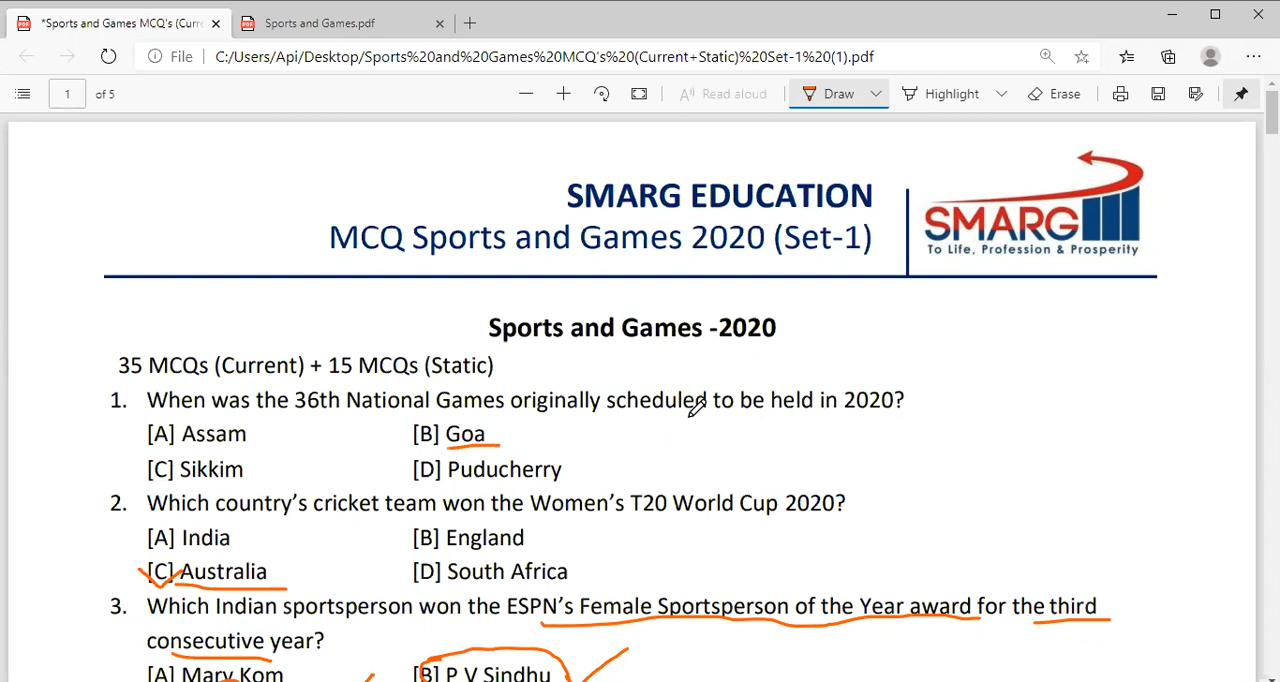 *Sports and Games MCQ's (Curre
Sports and Games.pdf
File
C:/Users/Api/Desktop/Sports%20and%20Games%20MCQ's%20(Current+Static)%20Set-1%20(1).pdf
1 of 5
Read aloud
Draw
Highlight
Erase
SMARG EDUCATION
MCQ Sports and Games 2020 (Set-1)
SMARG
To Life, Profession & Prosperity
Sports and Games -2020
35 MCQs (Current) + 15 MCQs (Static)
1. When was the 36th National Games originally scheduled to be held in 2020?
[A] Assam [B] Goa
[C] Sikkim [D] Puducherry
2. Which country’s cricket team won the Women’s T20 World Cup 2020?
[A] India [B] England
[C] Australia [D] South Africa
3. Which Indian sportsperson won the ESPN’s Female Sportsperson of the Year award for the third
consecutive year?
[A] Mary Kom [B] P V Sindhu